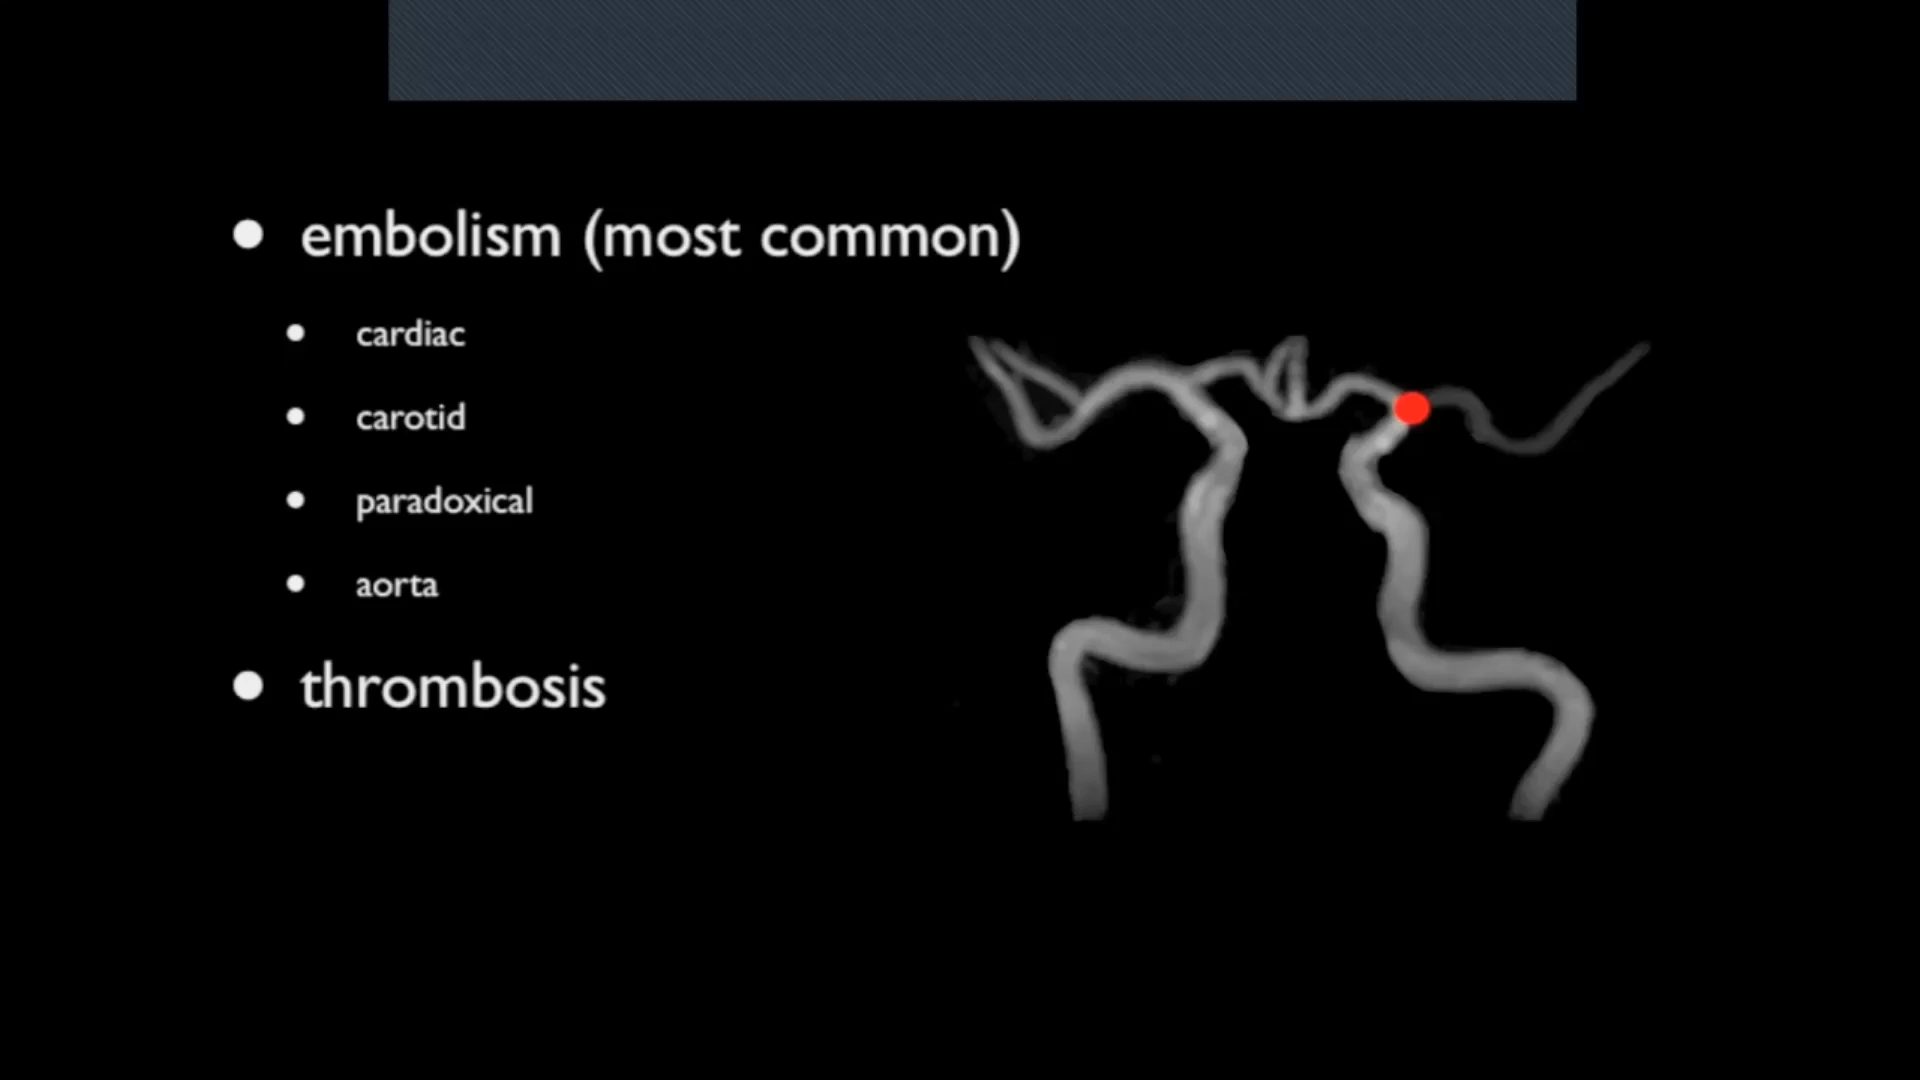 • embolism (most common)
• cardiac
• carotid
• paradoxical
• aorta
• thrombosis